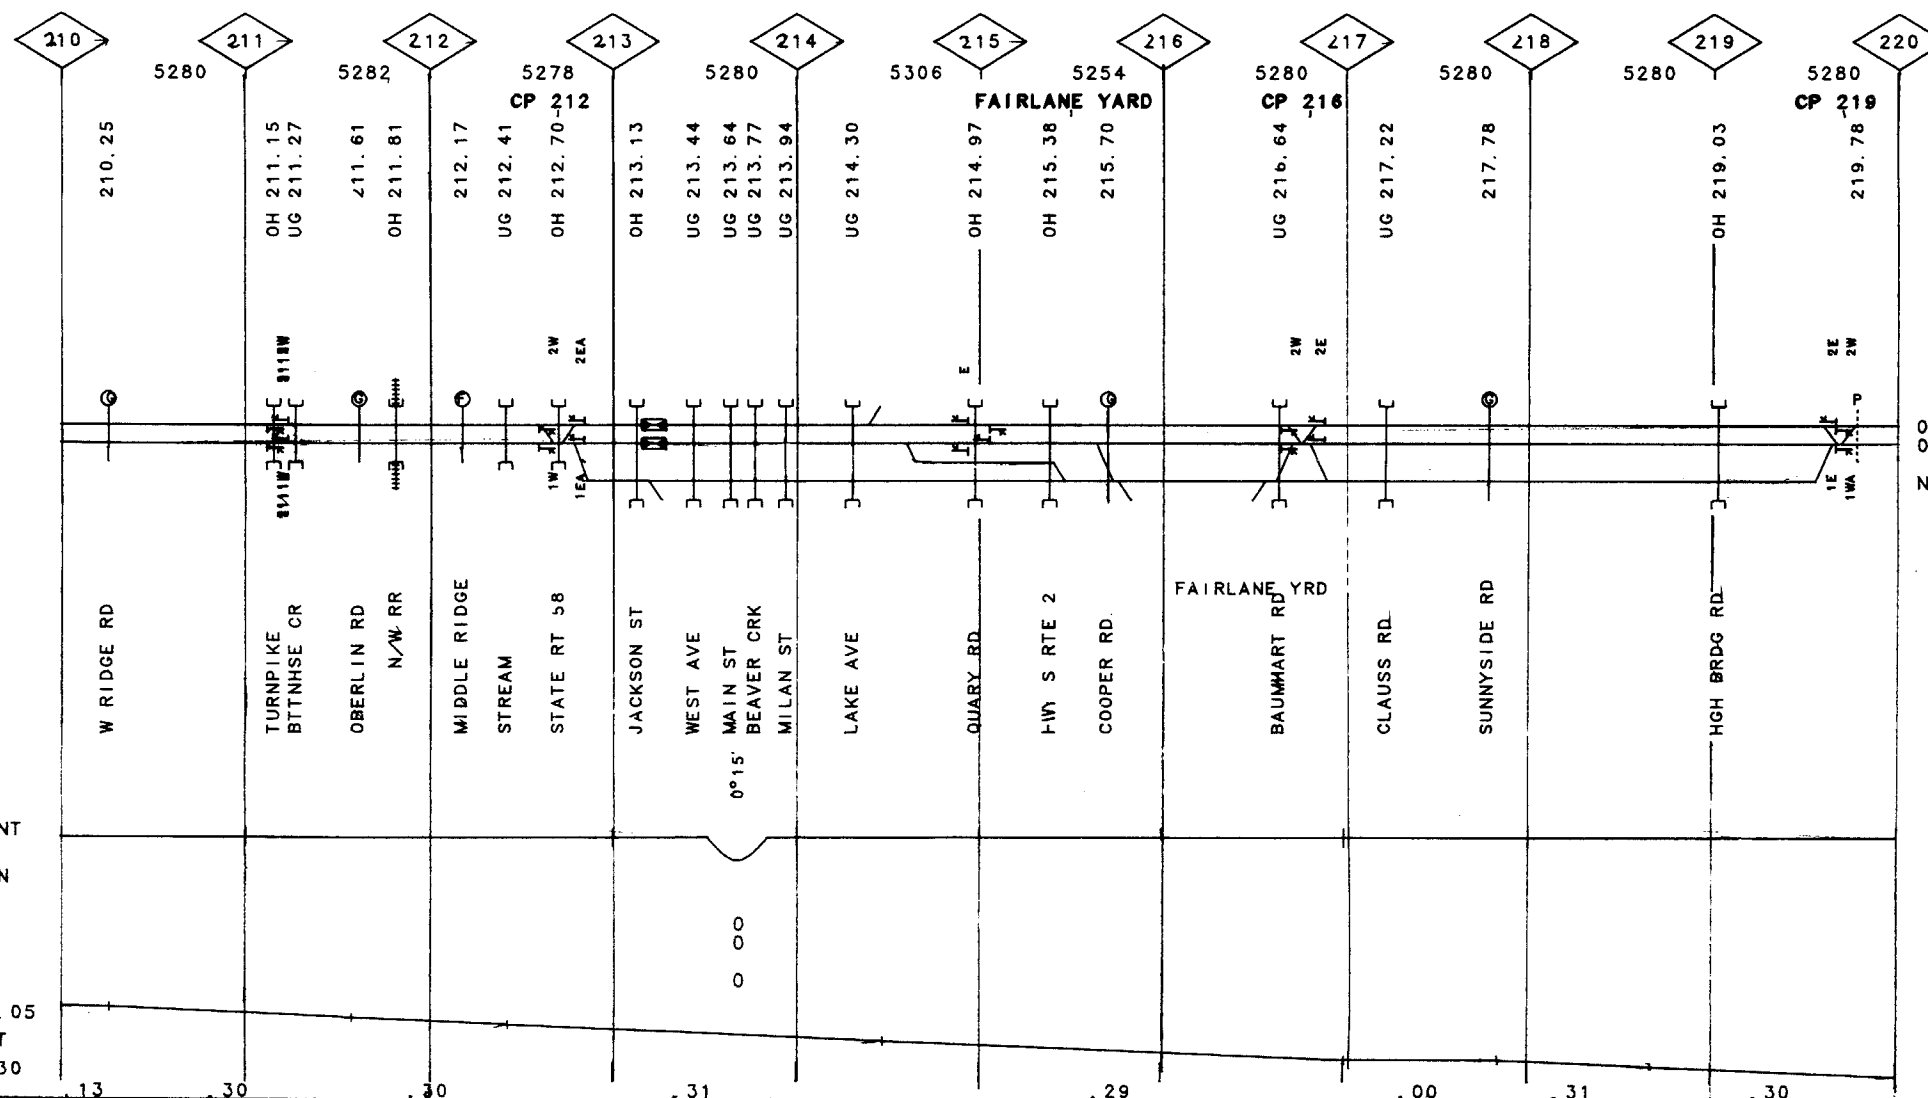 210 211 212 213 214 215 216 217 218 219 220
5280 5282 5278 5280 5306 5254 5280 5280 5280 5280
CP 212 FAIRLANE YARD CP 216 CP 219
210.25
OH 211.15
UG 211.27
211.61
OH 211.81
212.17
UG 212.41
OH 212.70
OH 213.13
UG 213.44
UG 213.64
UG 213.77
UG 213.94
UG 214.30
OH 214.97
OH 215.38
215.70
UG 216.64
UG 217.22
217.78
OH 219.03
219.78
2W 2EA E 2W 2E 2E 2W
G G F G G P
0
0
N
1W 1EA 1E 1WA
FAIRLANE YRD
W RIDGE RD
TURNPIKE
BTTNHSE CR
OBERLIN RD
N/W RR
MIDDLE RIDGE
STREAM
STATE RT 58
JACKSON ST
WEST AVE
MAIN ST
BEAVER CRK
MILAN ST
LAKE AVE
QUARY RD
HWY S RTE 2
COOPER RD
BAUMHART RD
CLAUSS RD
SUNNYSIDE RD
HGH BRDG RD
0°15'
NT
N
0
0
0
05
T
30
.13 .30 .30 .31 .29 .00 .31 .30